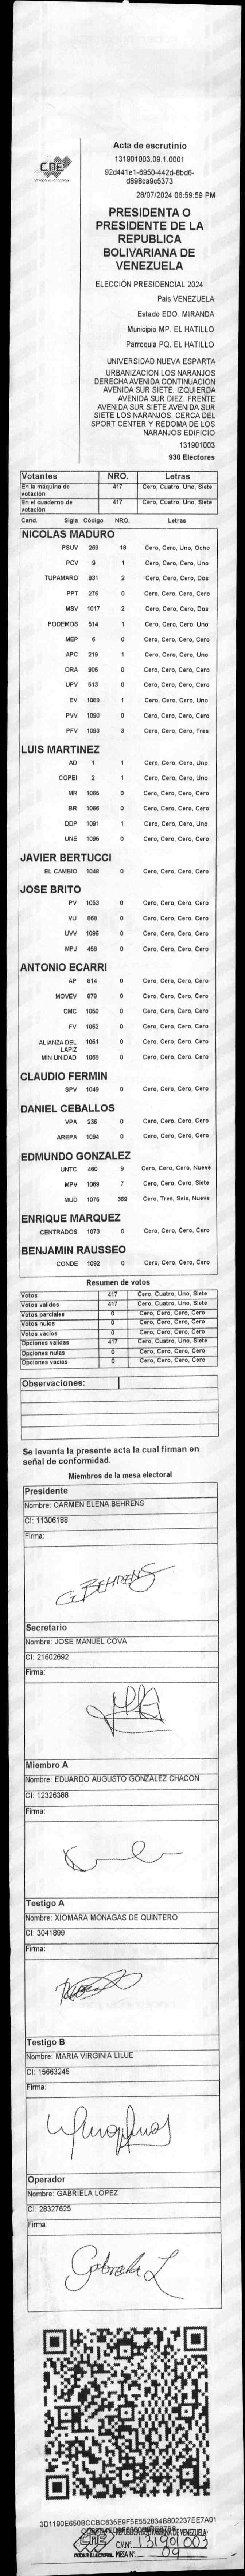 CNE
PODER ELECTORAL
Acta de escrutinio
131901003.09.1.0001
92d441e1-6950-442d-8bd6-
d898ca9c5373
28/07/2024 06:59:59 PM
PRESIDENTA O
PRESIDENTE DE LA
REPUBLICA
BOLIVARIANA DE
VENEZUELA
ELECCIÓN PRESIDENCIAL 2024
Pais VENEZUELA
Estado EDO. MIRANDA
Municipio MP. EL HATILLO
Parroquia PQ. EL HATILLO
UNIVERSIDAD NUEVA ESPARTA
URBANIZACION LOS NARANJOS
DERECHA AVENIDA CONTINUACION
AVENIDA SUR SIETE. IZQUIERDA
AVENIDA SUR DIEZ. FRENTE
AVENIDA SUR SIETE AVENIDA SUR
SIETE LOS NARANJOS, CERCA DEL
SPORT CENTER Y REDOMA DE LOS
NARANJOS EDIFICIO
131901003
930 Electores
Votantes NRO. Letras
En la máquina de votación 417 Cero, Cuatro, Uno, Siete
En el cuaderno de votación 417 Cero, Cuatro, Uno, Siete
Cand. Sigla Código NRO. Letras
NICOLAS MADURO
PSUV 269 18 Cero, Cero, Uno, Ocho
PCV 9 1 Cero, Cero, Cero, Uno
TUPAMARO 931 2 Cero, Cero, Cero, Dos
PPT 276 0 Cero, Cero, Cero, Cero
MSV 1017 2 Cero, Cero, Cero, Dos
PODEMOS 514 1 Cero, Cero, Cero, Uno
MEP 6 0 Cero, Cero, Cero, Cero
APC 219 1 Cero, Cero, Cero, Uno
ORA 906 0 Cero, Cero, Cero, Cero
UPV 513 0 Cero, Cero, Cero, Cero
EV 1089 1 Cero, Cero, Cero, Uno
PVV 1090 0 Cero, Cero, Cero, Cero
PFV 1093 3 Cero, Cero, Cero, Tres
LUIS MARTINEZ
AD 1 1 Cero, Cero, Cero, Uno
COPEI 2 1 Cero, Cero, Cero, Uno
MR 1065 0 Cero, Cero, Cero, Cero
BR 1066 0 Cero, Cero, Cero, Cero
DDP 1091 1 Cero, Cero, Cero, Uno
UNE 1095 0 Cero, Cero, Cero, Cero
JAVIER BERTUCCI
EL CAMBIO 1048 0 Cero, Cero, Cero, Cero
JOSE BRITO
PV 1053 0 Cero, Cero, Cero, Cero
VU 868 0 Cero, Cero, Cero, Cero
UVV 1096 0 Cero, Cero, Cero, Cero
MPJ 458 0 Cero, Cero, Cero, Cero
ANTONIO ECARRI
AP 814 0 Cero, Cero, Cero, Cero
MOVEV 878 0 Cero, Cero, Cero, Cero
CMC 1050 0 Cero, Cero, Cero, Cero
FV 1062 0 Cero, Cero, Cero, Cero
ALIANZA DEL LAPIZ 1051 0 Cero, Cero, Cero, Cero
MIN UNIDAD 1058 0 Cero, Cero, Cero, Cero
CLAUDIO FERMIN
SPV 1049 0 Cero, Cero, Cero, Cero
DANIEL CEBALLOS
VPA 236 0 Cero, Cero, Cero, Cero
AREPA 1094 0 Cero, Cero, Cero, Cero
EDMUNDO GONZALEZ
UNTC 460 9 Cero, Cero, Cero, Nueve
MPV 1069 7 Cero, Cero, Cero, Siete
MUD 1075 369 Cero, Tres, Seis, Nueve
ENRIQUE MARQUEZ
CENTRADOS 1073 0 Cero, Cero, Cero, Cero
BENJAMIN RAUSSEO
CONDE 1092 0 Cero, Cero, Cero, Cero
Resumen de votos
Votos 417 Cero, Cuatro, Uno, Siete
Votos validos 417 Cero, Cuatro, Uno, Siete
Votos parciales 0 Cero, Cero, Cero, Cero
Votos nulos 0 Cero, Cero, Cero, Cero
Votos vacios 0 Cero, Cero, Cero, Cero
Opciones validas 417 Cero, Cuatro, Uno, Siete
Opciones nulas 0 Cero, Cero, Cero, Cero
Opciones vacias 0 Cero, Cero, Cero, Cero
Observaciones:
Se levanta la presente acta la cual firman en
señal de conformidad.
Miembros de la mesa electoral
Presidente
Nombre: CARMEN ELENA BEHRENS
CI: 11306188
Firma:
C. BEHRENS
Secretario
Nombre: JOSE MANUEL COVA
CI: 21602692
Firma:
Miembro A
Nombre: EDUARDO AUGUSTO GONZALEZ CHACON
CI: 12326388
Firma:
Testigo A
Nombre: XIOMARA MONAGAS DE QUINTERO
CI: 3041899
Firma:
Testigo B
Nombre: MARIA VIRGINIA LILUE
CI: 15663245
Firma:
Operador
Nombre: GABRIELA LOPEZ
CI: 28327625
Firma:
Gabriela L
3D1190E650BCCBC635E9F5E552834B802237EE7A01
CNE
PODER ELECTORAL
C.V Nº 131901003
MESA Nº 09